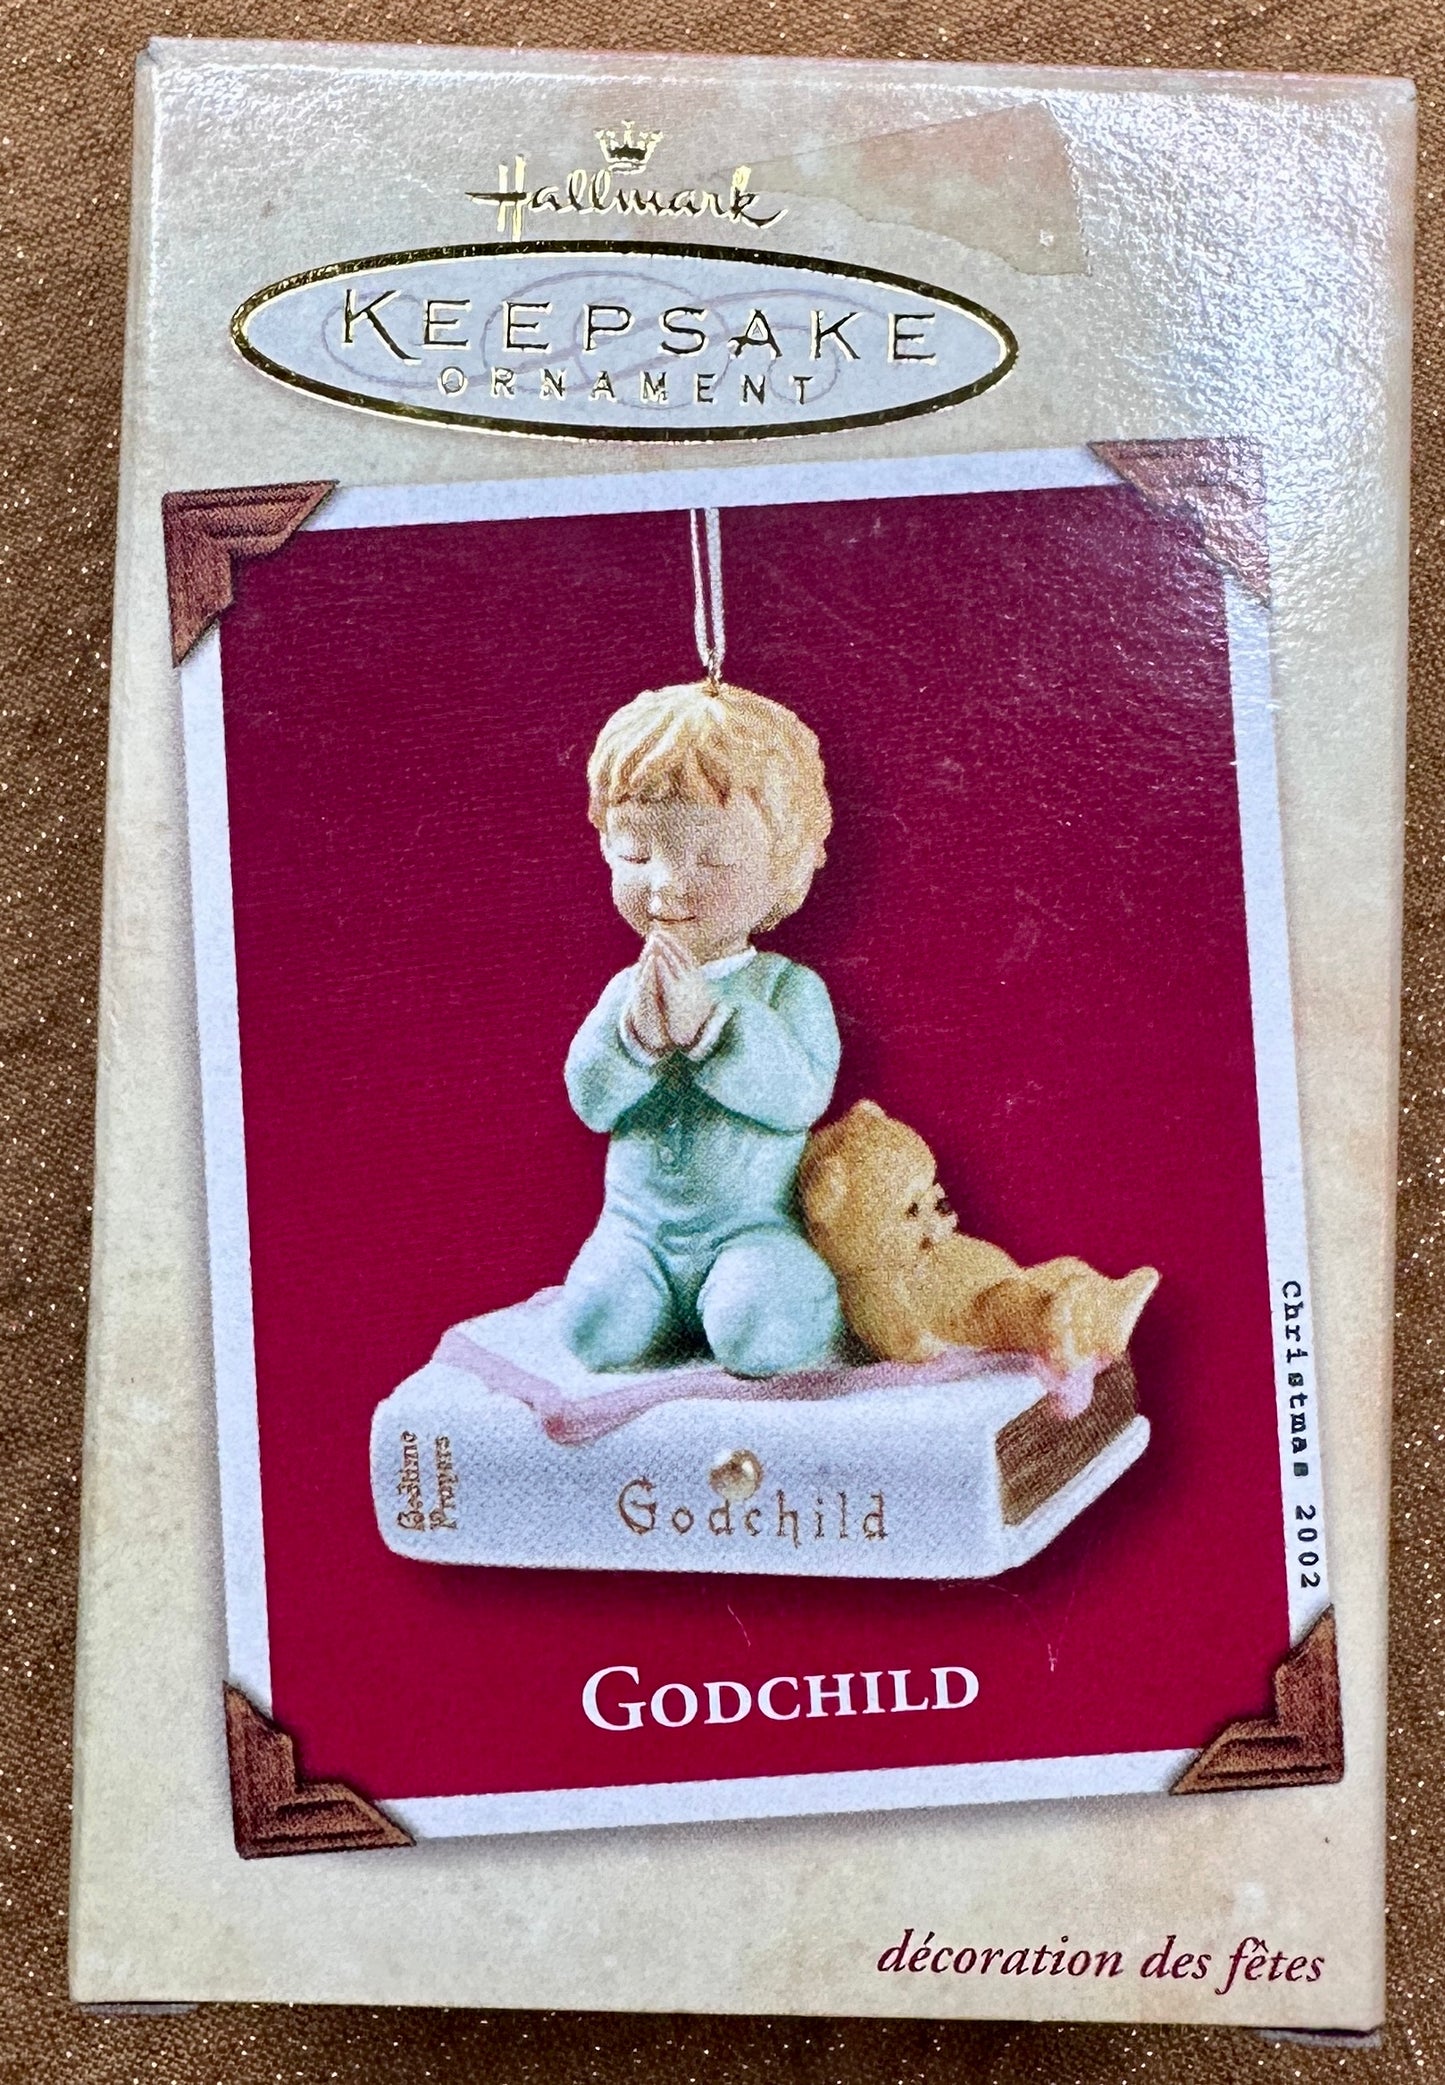 Hallmark
KEEPSAKE
ORNAMENT
Bedtime
Prayers
Godchild
Christmas 2002
GODCHILD
décoration des fêtes